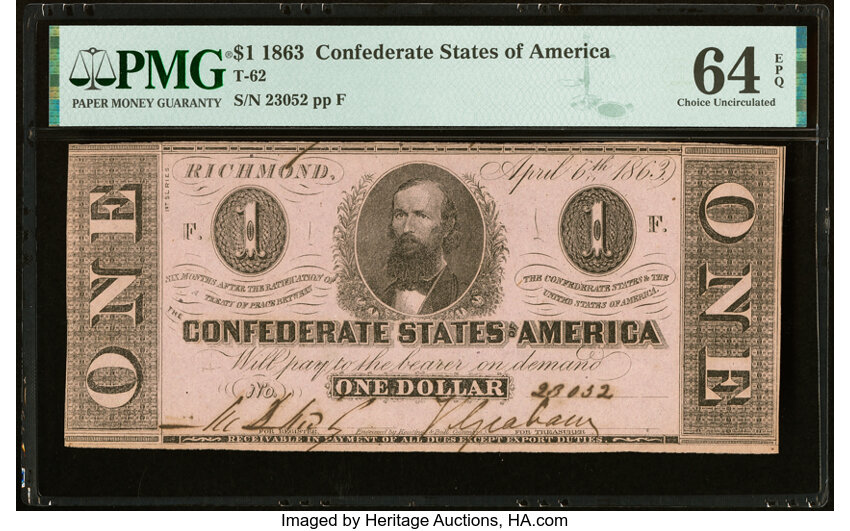 PMG
PAPER MONEY GUARANTY
$1 1863 Confederate States of America
T-62
S/N 23052 pp F
64 EPQ
Choice Uncirculated
1ST SERIES
RICHMOND,
April 6th 1863
ONE
F.
1
1
F.
ONE
SIX MONTHS AFTER THE RATIFICATION OF
A TREATY OF PEACE BETWEEN
THE CONFEDERATE STATES & THE
UNITED STATES OF AMERICA.
THE
CONFEDERATE STATES OF AMERICA
Will pay to the bearer on demand
No.
ONE DOLLAR
23052
Graham
FOR REGISTER.
FOR TREASURER
RECEIVABLE IN PAYMENT OF ALL DUES EXCEPT EXPORT DUTIES.
Imaged by Heritage Auctions, HA.com